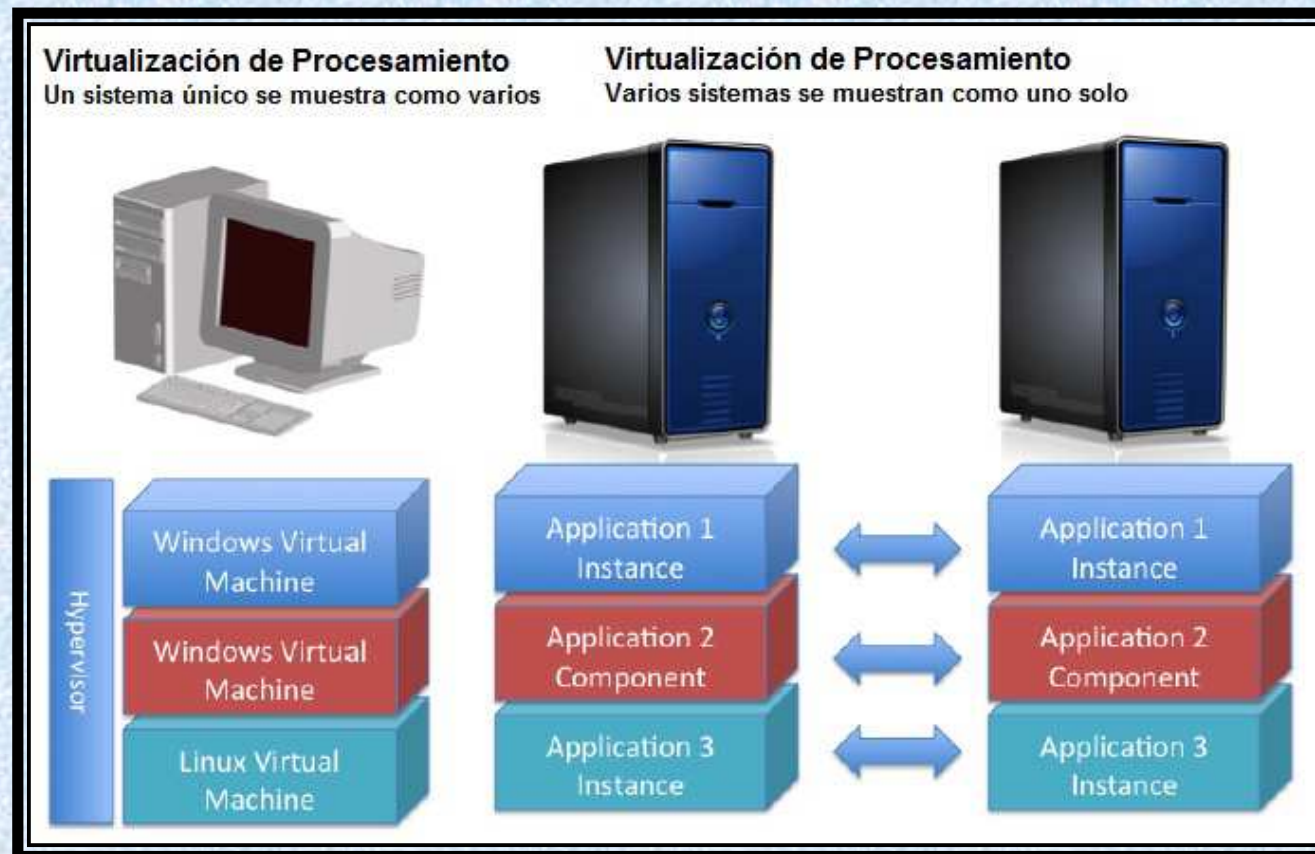 Virtualización de Procesamiento
Un sistema único se muestra como varios
Virtualización de Procesamiento
Varios sistemas se muestran como uno solo
Hypervisor
Windows Virtual
Machine
Windows Virtual
Machine
Linux Virtual
Machine
Application 1
Instance
Application 2
Component
Application 3
Instance
Application 1
Instance
Application 2
Component
Application 3
Instance